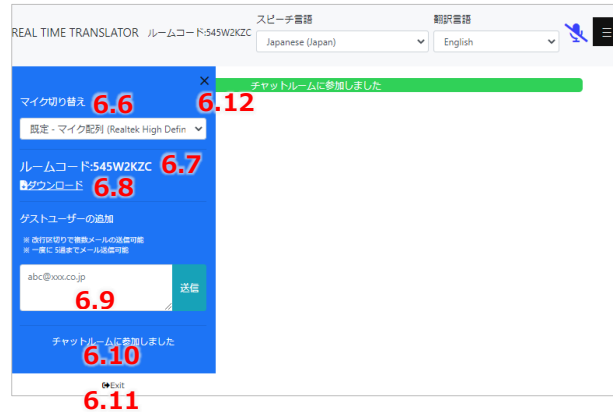 スピーチ言語 翻訳言語
REAL TIME TRANSLATOR ルームコード:545W2KZC Japanese (Japan) English
チャットルームに参加しました
マイク切り替え 6.6 6.12
既定 - マイク配列 (Realtek High Defin
ルームコード:545W2KZC 6.7
ダウンロード 6.8
ゲストユーザーの追加
※ 改行区切りで複数メールの送信可能
※ 一度に 5通までメール送信可能
abc@xxx.co.jp
6.9 送信
チャットルームに参加しました
6.10
Exit
6.11